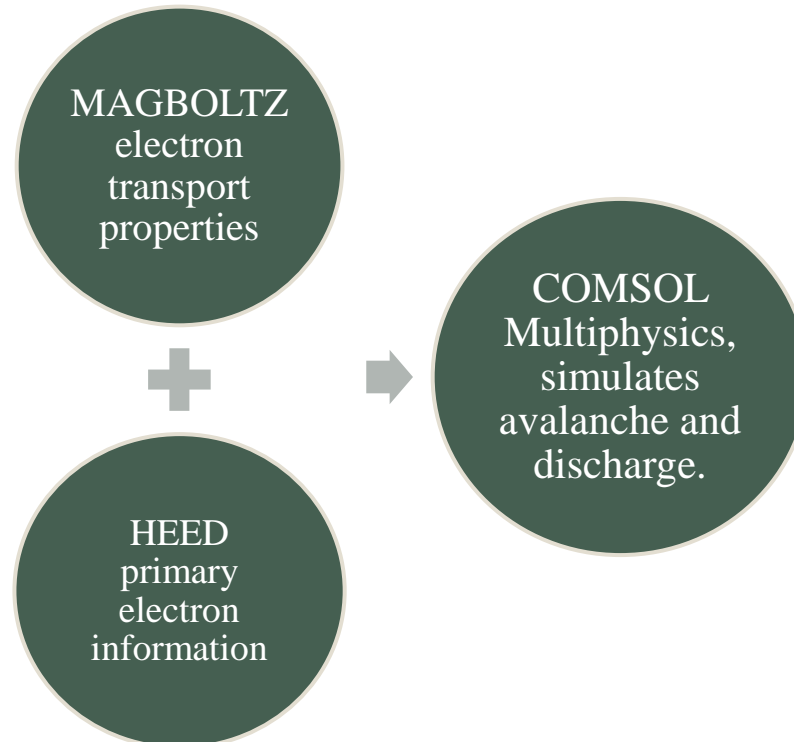 MAGBOLTZ
electron
transport
properties
HEED
primary
electron
information
COMSOL
Multiphysics,
simulates
avalanche and
discharge.